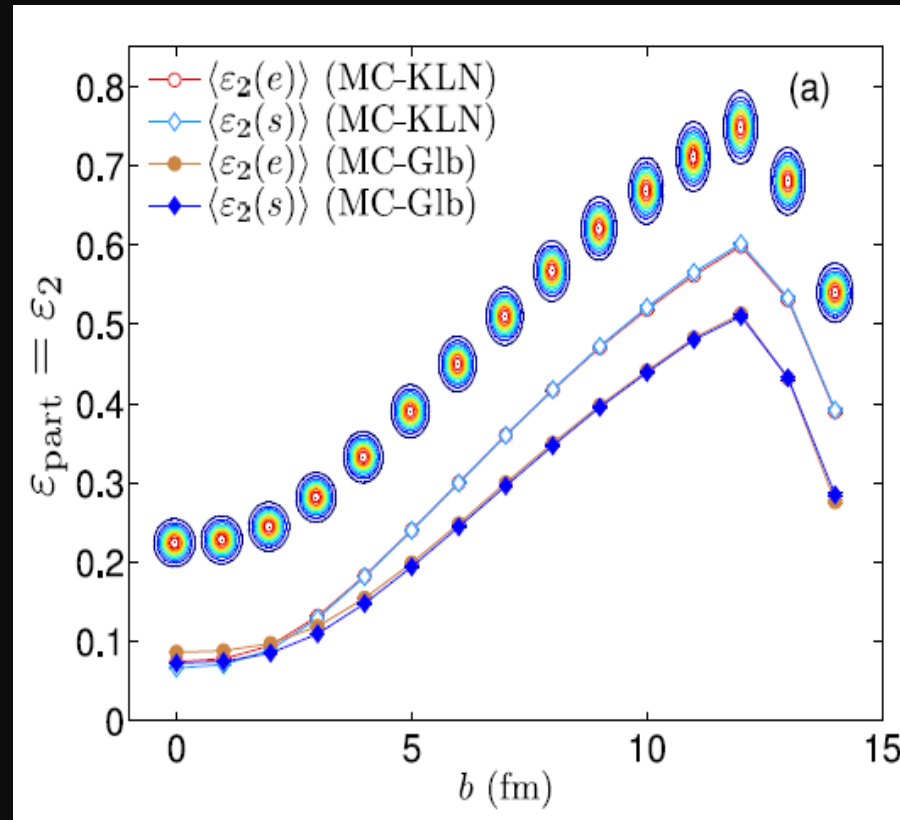 (a)
⟨ε₂(e)⟩ (MC-KLN)
⟨ε₂(s)⟩ (MC-KLN)
⟨ε₂(e)⟩ (MC-Glb)
⟨ε₂(s)⟩ (MC-Glb)
ε_part = ε₂
0.8
0.7
0.6
0.5
0.4
0.3
0.2
0.1
0
0 5 10 15
b (fm)